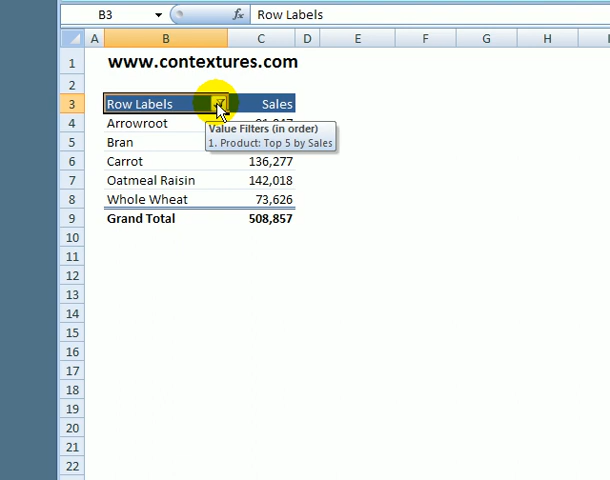 B3 fx Row Labels
A B C D E F G H
1 www.contextures.com
2
3 Row Labels Sales
4 Arrowroot
Value Filters (in order)
5 Bran
1. Product: Top 5 by Sales
6 Carrot 136,277
7 Oatmeal Raisin 142,018
8 Whole Wheat 73,626
9 Grand Total 508,857
10
11
12
13
14
15
16
17
18
19
20
21
22